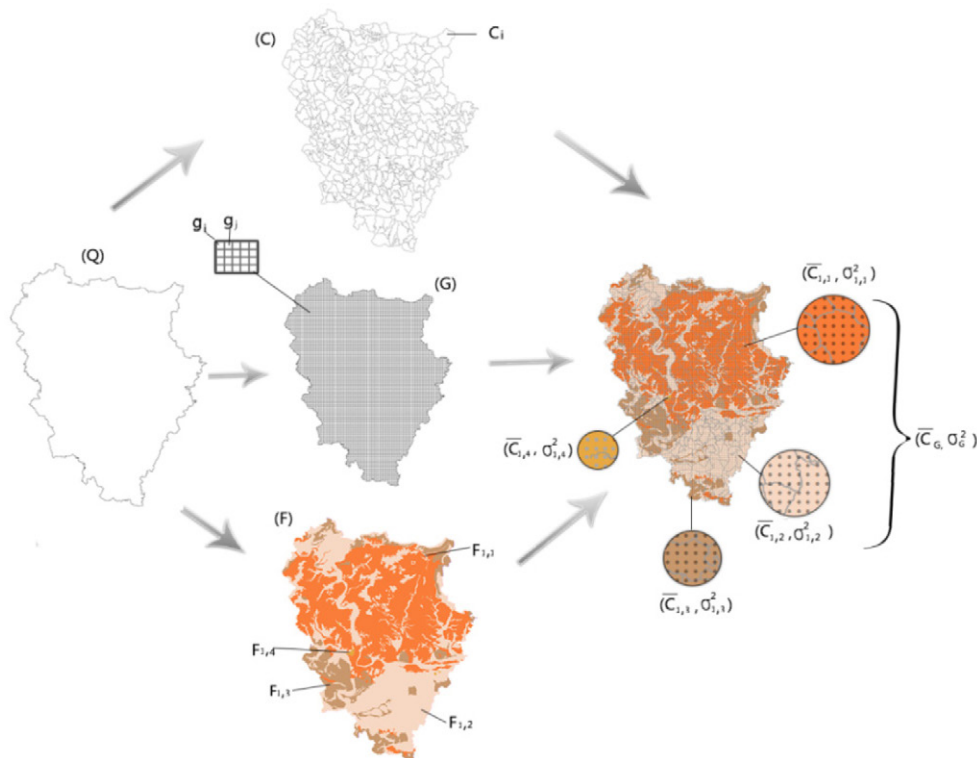 (C)
Ci
gi gj
(Q)
(G)
(C̅1,1, σ²1,1)
(C̅1,4, σ²1,4)
(C̅G, σ²G)
(C̅1,2, σ²1,2)
(F)
F1,1
(C̅1,3, σ²1,3)
F1,4
F1,3
F1,2